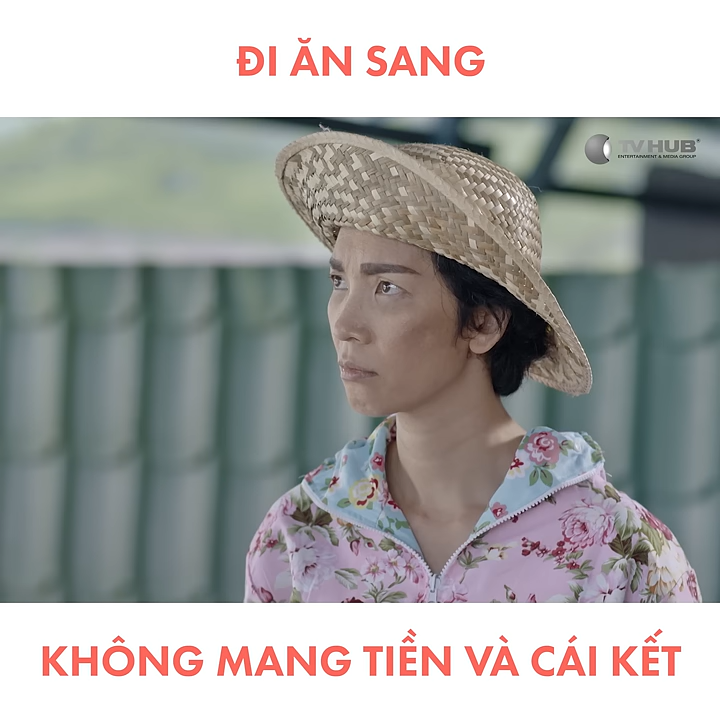 ĐI ĂN SANG
TV HUB®
ENTERTAINMENT & MEDIA GROUP
KHÔNG MANG TIỀN VÀ CÁI KẾT